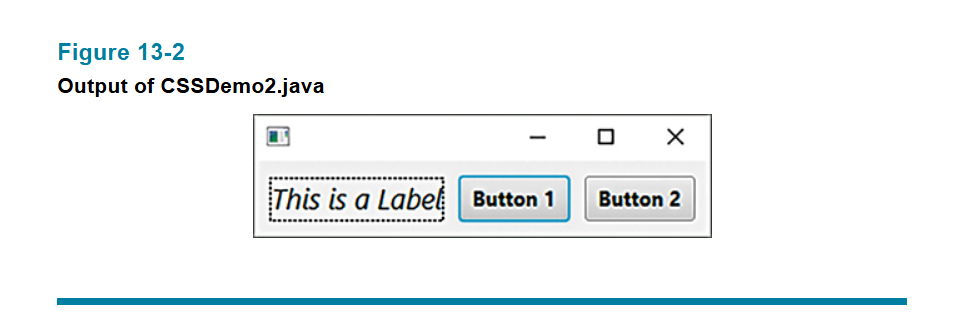 Figure 13-2
Output of CSSDemo2.java
This is a Label
Button 1
Button 2